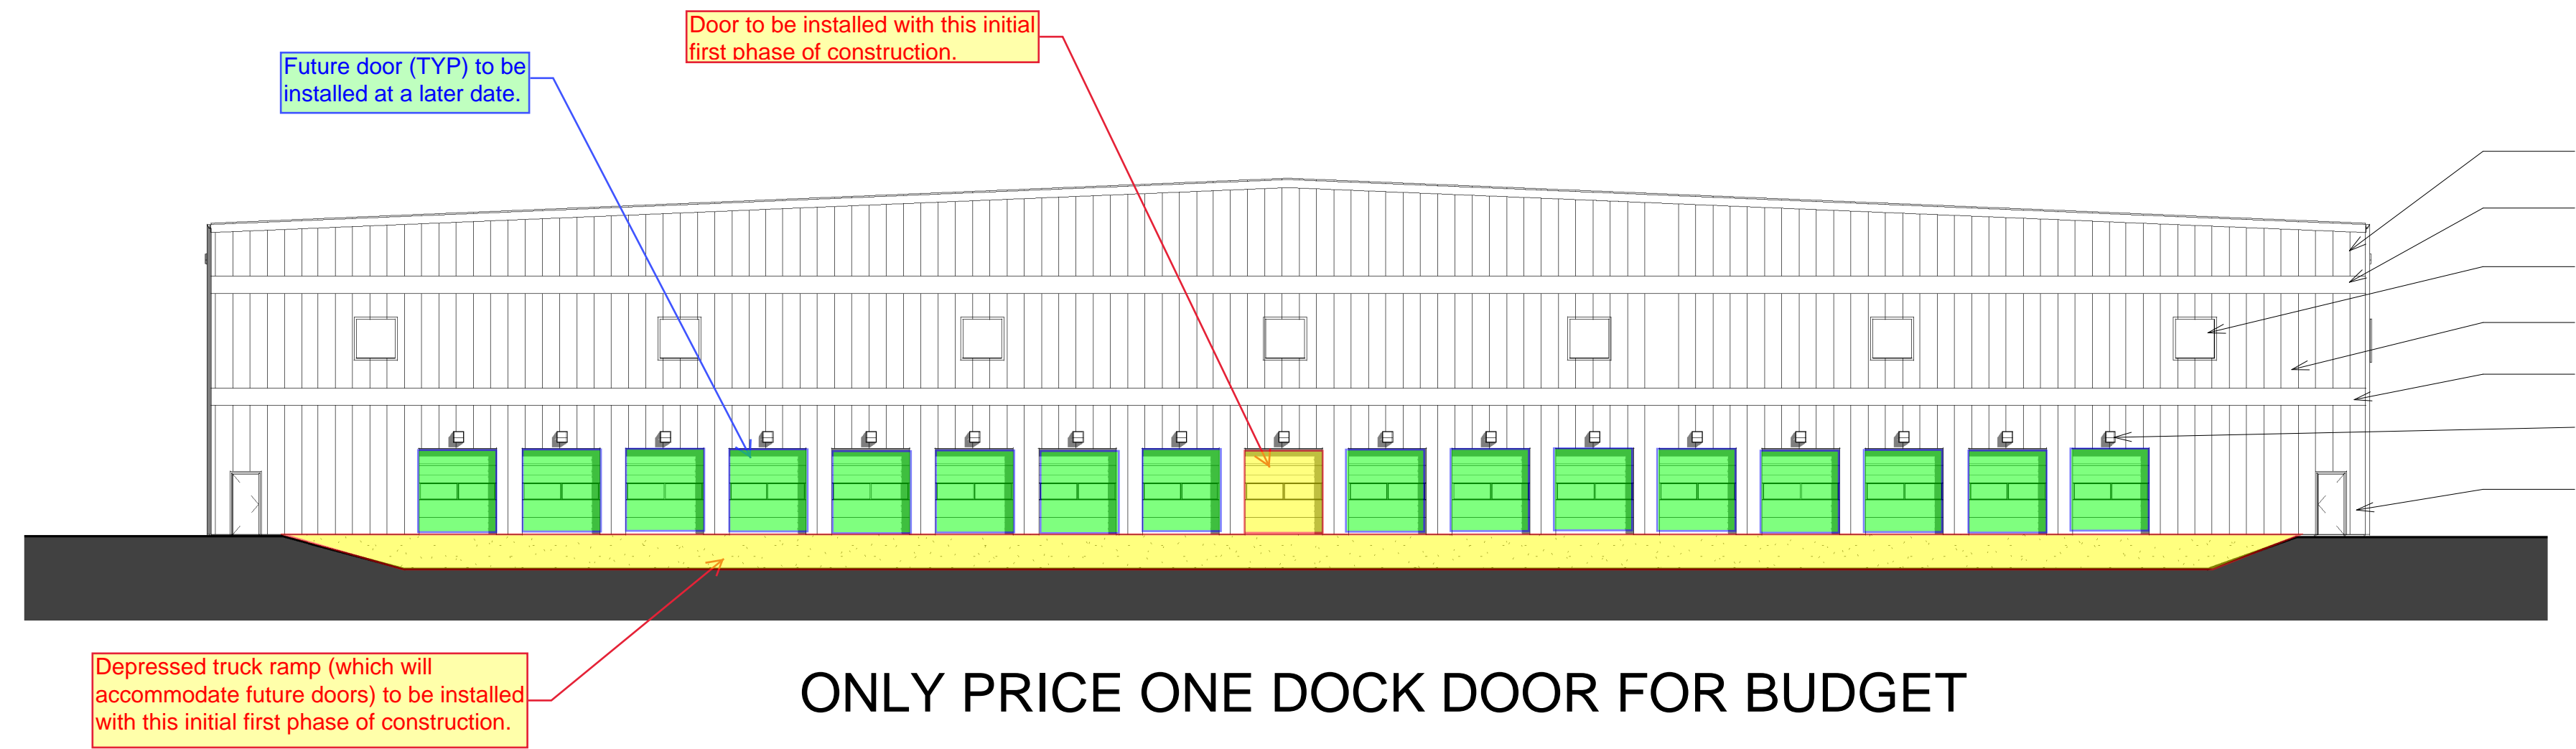 Door to be installed with this initial
first phase of construction.
Future door (TYP) to be
installed at a later date.
Depressed truck ramp (which will
accommodate future doors) to be installed
with this initial first phase of construction.
ONLY PRICE ONE DOCK DOOR FOR BUDGET